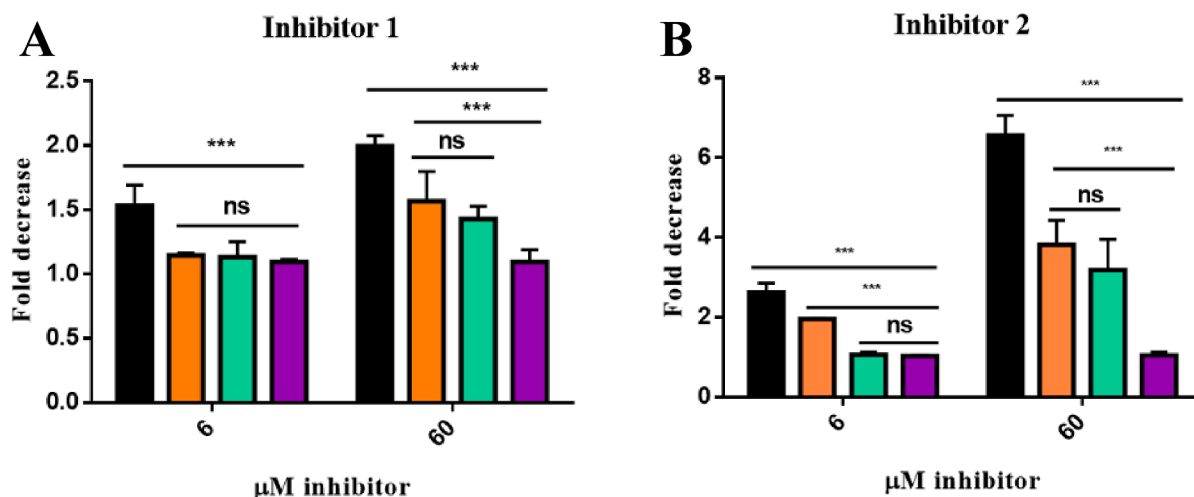 A
Inhibitor 1
Fold decrease
2.5
2.0
1.5
1.0
0.5
0.0
***
ns
***
***
ns
6
60
μM inhibitor
B
Inhibitor 2
Fold decrease
8
6
4
2
0
***
***
ns
***
***
ns
6
60
μM inhibitor